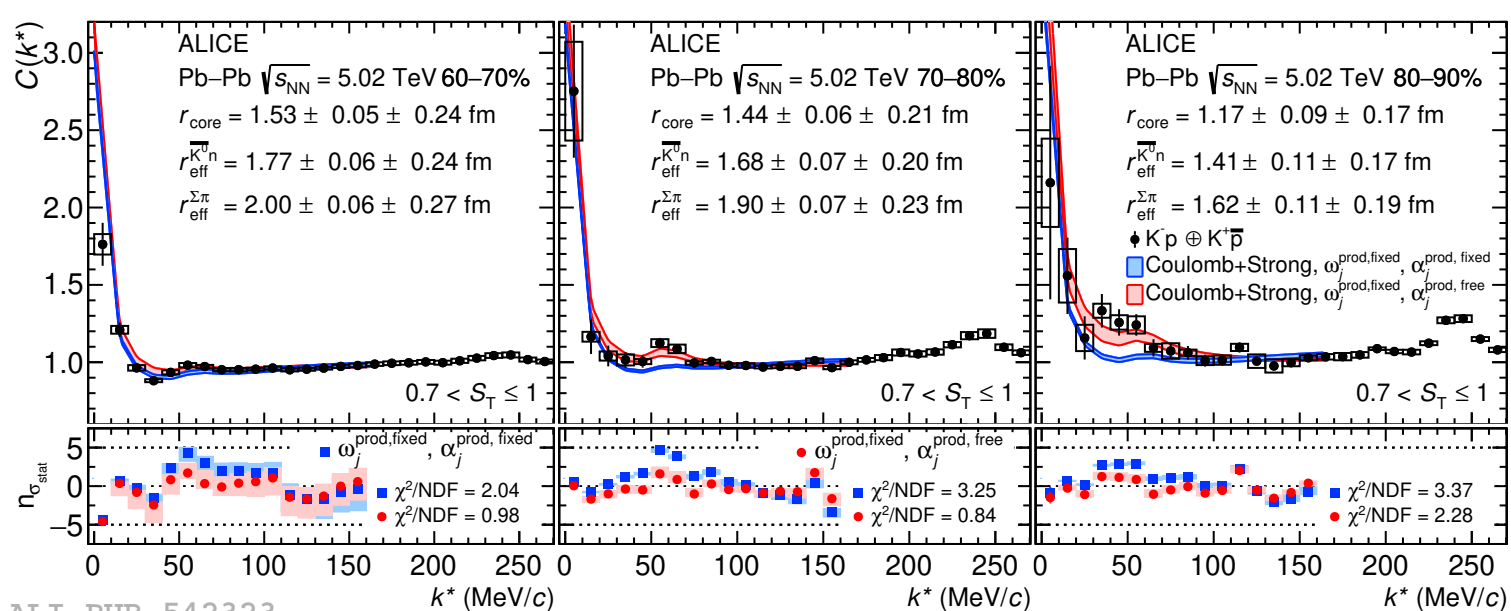 C(k*)
3.0
2.5
2.0
1.5
1.0
ALICE
Pb–Pb √s_NN = 5.02 TeV 60–70%
r_core = 1.53 ± 0.05 ± 0.24 fm
r_eff^K̅⁰n = 1.77 ± 0.06 ± 0.24 fm
r_eff^Σπ = 2.00 ± 0.06 ± 0.27 fm
0.7 < S_T ≤ 1
ALICE
Pb–Pb √s_NN = 5.02 TeV 70–80%
r_core = 1.44 ± 0.06 ± 0.21 fm
r_eff^K̅⁰n = 1.68 ± 0.07 ± 0.20 fm
r_eff^Σπ = 1.90 ± 0.07 ± 0.23 fm
0.7 < S_T ≤ 1
ALICE
Pb–Pb √s_NN = 5.02 TeV 80–90%
r_core = 1.17 ± 0.09 ± 0.17 fm
r_eff^K̅⁰n = 1.41 ± 0.11 ± 0.17 fm
r_eff^Σπ = 1.62 ± 0.11 ± 0.19 fm
K⁻p ⊕ K⁺p̅
Coulomb+Strong, ω_j^prod,fixed, α_j^prod, fixed
Coulomb+Strong, ω_j^prod,fixed, α_j^prod, free
0.7 < S_T ≤ 1
n_σ_stat
5
0
−5
ω_j^prod,fixed, α_j^prod, fixed
χ²/NDF = 2.04
χ²/NDF = 0.98
ω_j^prod,fixed, α_j^prod, free
χ²/NDF = 3.25
χ²/NDF = 0.84
χ²/NDF = 3.37
χ²/NDF = 2.28
0 50 100 150 200 250
0 50 100 150 200 250
0 50 100 150 200 250
k* (MeV/c)
k* (MeV/c)
k* (MeV/c)